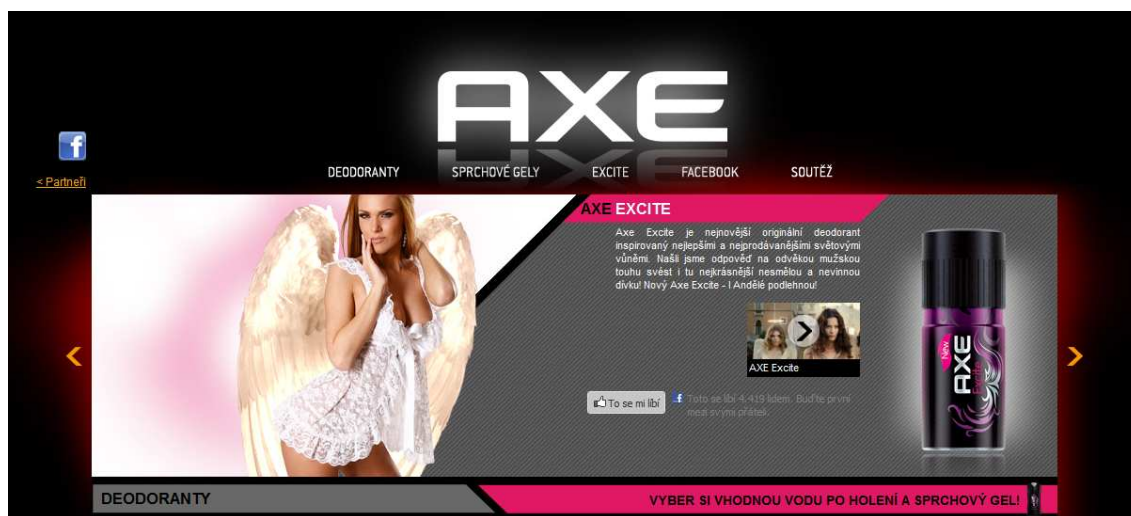 AXE
< Partneři
DEODORANTY SPRCHOVÉ GELY EXCITE FACEBOOK SOUTĚŽ
AXE EXCITE
Axe Excite je nejnovější originální deodorant
inspirovaný nejlepšími a nejprodávanějšími světovými
vůněmi. Našli jsme odpověď na odvěkou mužskou
touhu svést i tu nejkrásnější nesmělou a nevinnou
dívku! Nový Axe Excite - I Andělé podlehnou!
AXE Excite
To se mi líbí
Toto se líbí 4,419 lidem. Buďte první
mezi svými přáteli.
New
AXE
Excite
DEODORANTY
VYBER SI VHODNOU VODU PO HOLENÍ A SPRCHOVÝ GEL!